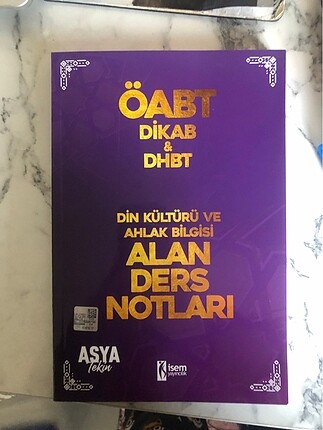 ÖABT
DİKAB
&
DHBT
DİN KÜLTÜRÜ VE
AHLAK BİLGİSİ
ALAN
DERS
NOTLARI
ASYA
Tekin
isem
yayıncılık